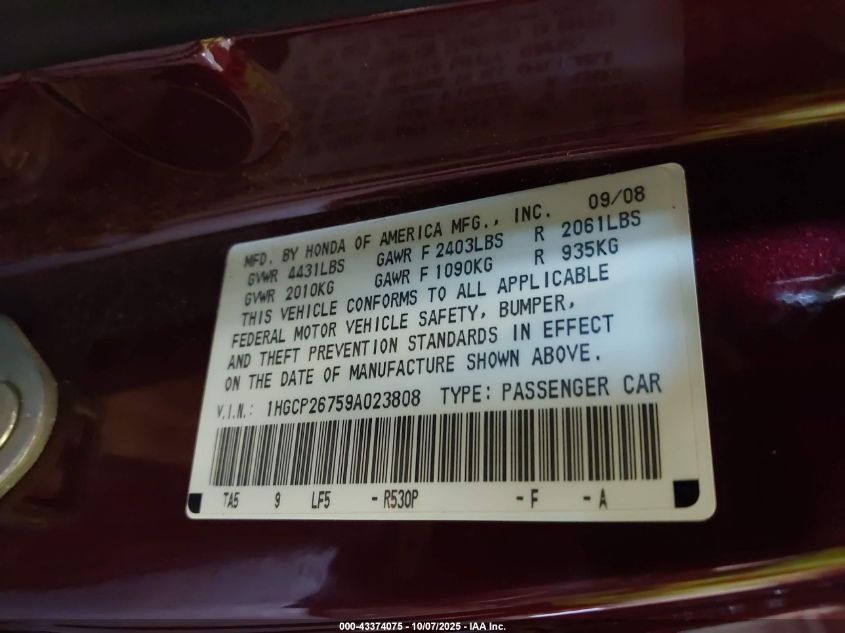 MFD. BY HONDA OF AMERICA MFG., INC. 09/08
GVWR 4431LBS GAWR F 2403LBS R 2061LBS
GVWR 2010KG GAWR F 1090KG R 935KG
THIS VEHICLE CONFORMS TO ALL APPLICABLE
FEDERAL MOTOR VEHICLE SAFETY, BUMPER,
AND THEFT PREVENTION STANDARDS IN EFFECT
ON THE DATE OF MANUFACTURE SHOWN ABOVE.
V.I.N.: 1HGCP26759A023808 TYPE: PASSENGER CAR
TA5 9 LF5 - R530P - F - A
000-43374075 - 10/07/2025 - IAA Inc.